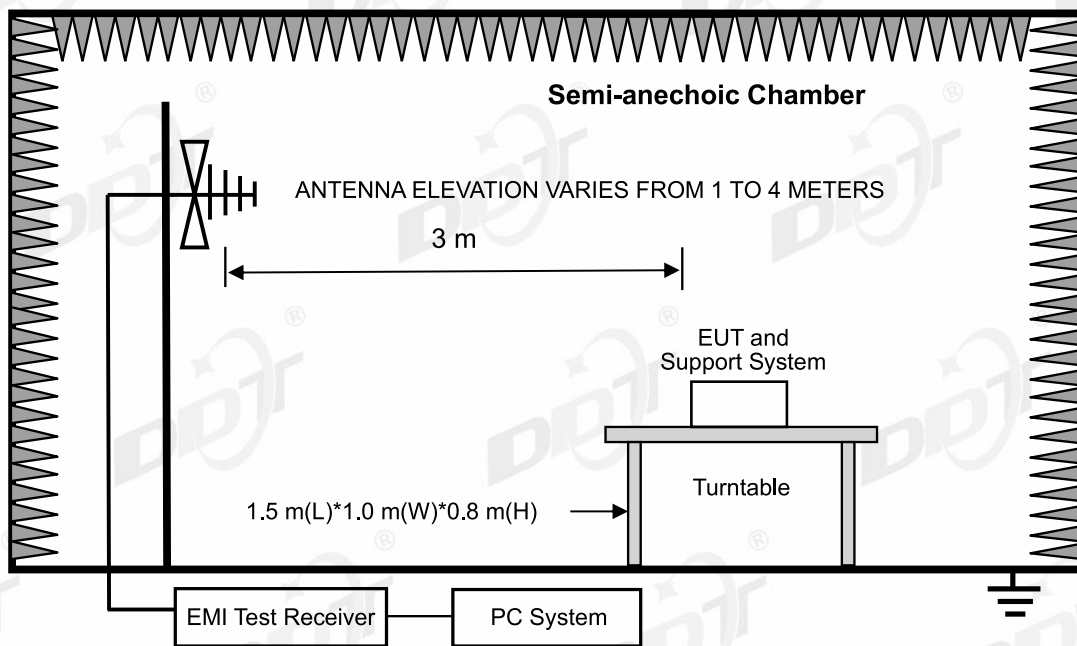 Semi-anechoic Chamber
ANTENNA ELEVATION VARIES FROM 1 TO 4 METERS
3 m
EUT and
Support System
Turntable
1.5 m(L)*1.0 m(W)*0.8 m(H)
EMI Test Receiver
PC System
DDT
®